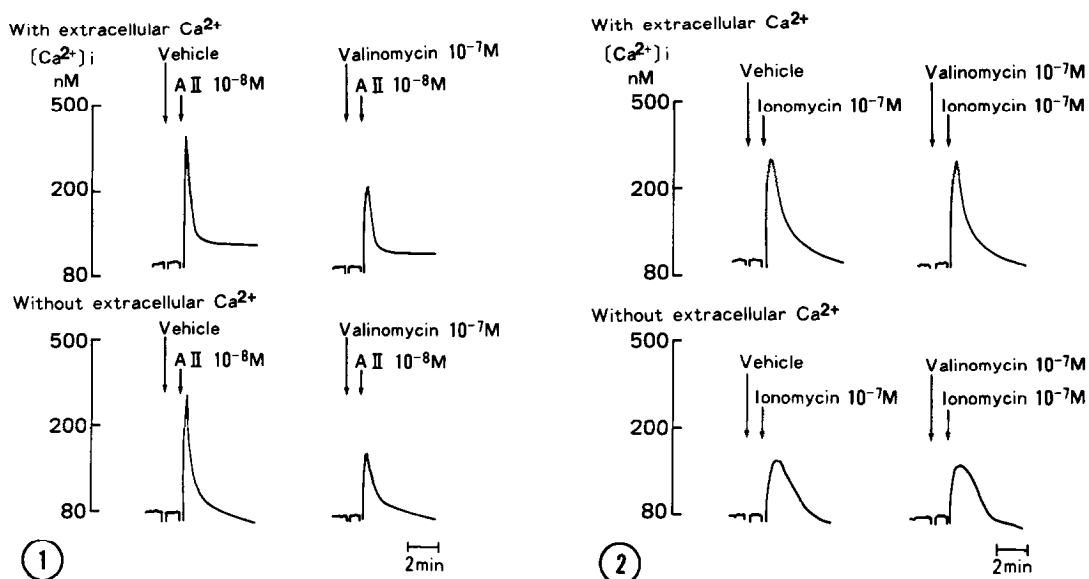 With extracellular Ca²⁺
[Ca²⁺]i
nM
Vehicle
A II 10⁻⁸M
Valinomycin 10⁻⁷M
A II 10⁻⁸M
500
200
80
Without extracellular Ca²⁺
Vehicle
A II 10⁻⁸M
Valinomycin 10⁻⁷M
A II 10⁻⁸M
500
200
80
1
2min
With extracellular Ca²⁺
[Ca²⁺]i
nM
Vehicle
Ionomycin 10⁻⁷M
Valinomycin 10⁻⁷M
Ionomycin 10⁻⁷M
500
200
80
Without extracellular Ca²⁺
Vehicle
Ionomycin 10⁻⁷M
Valinomycin 10⁻⁷M
Ionomycin 10⁻⁷M
500
200
80
2
2min